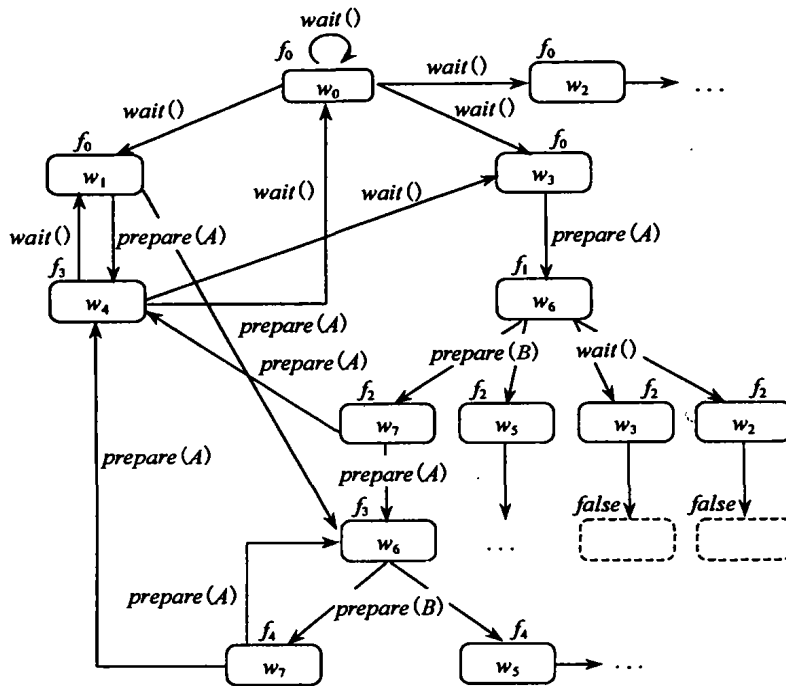 wait()
f₀
w₀
wait()
f₀
w₂
...
wait()
wait()
f₀
w₁
f₀
w₃
wait()
wait()
wait()
prepare(A)
prepare(A)
f₃
w₄
f₁
w₆
prepare(A)
prepare(B)
wait()
prepare(A)
f₂
w₇
f₂
w₅
f₂
w₃
f₂
w₂
prepare(A)
prepare(A)
f₃
w₆
...
false
false
prepare(A)
prepare(B)
f₄
w₇
f₄
w₅
...